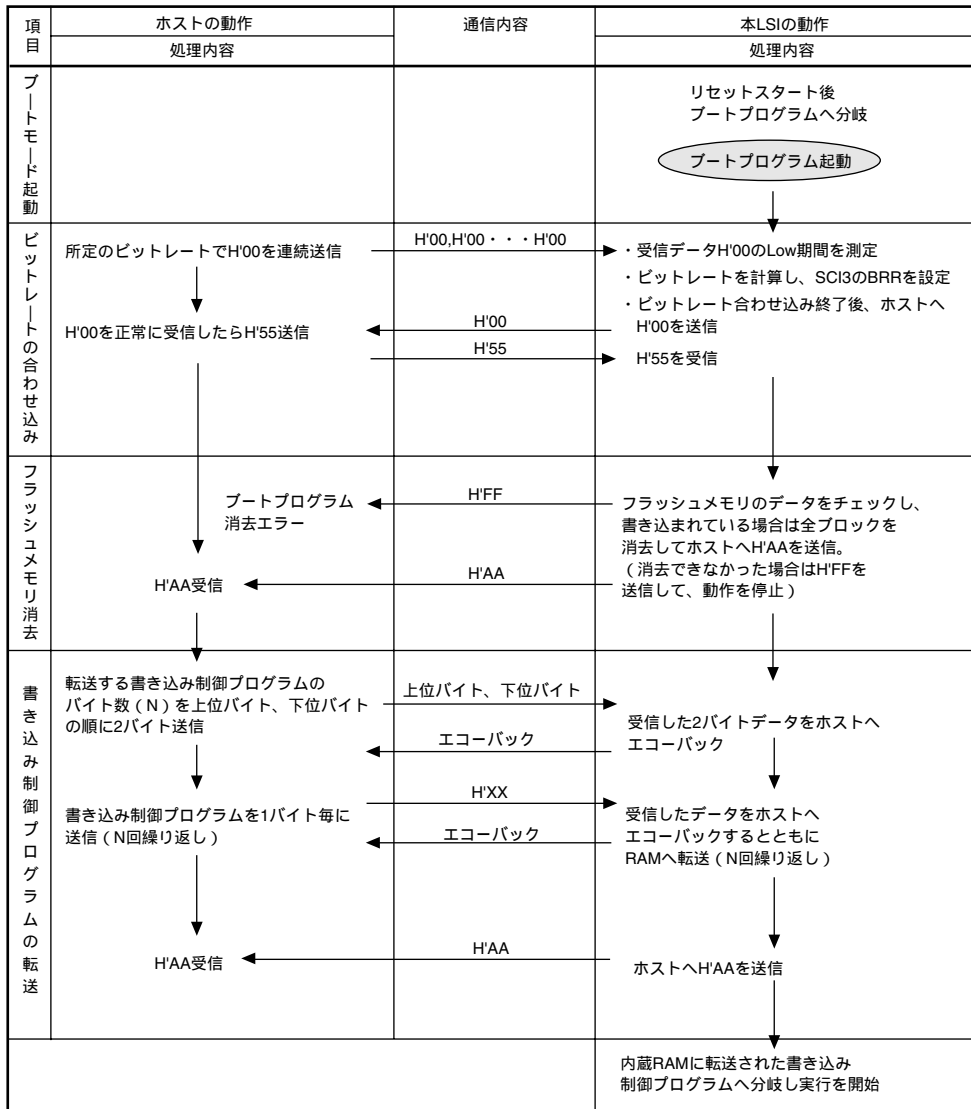 項目
ホストの動作
通信内容
本LSIの動作
処理内容
処理内容
ブートモード起動
リセットスタート後
ブートプログラムへ分岐
ブートプログラム起動
ビットレートの合わせ込み
所定のビットレートでH'00を連続送信
H'00,H'00・・・H'00
・受信データH'00のLow期間を測定
・ビットレートを計算し、SCI3のBRRを設定
・ビットレート合わせ込み終了後、ホストへ
H'00を送信
H'00
H'00を正常に受信したらH'55送信
H'55
H'55を受信
フラッシュメモリ消去
ブートプログラム
消去エラー
H'FF
フラッシュメモリのデータをチェックし、
書き込まれている場合は全ブロックを
消去してホストへH'AAを送信。
(消去できなかった場合はH'FFを
送信して、動作を停止)
H'AA
H'AA受信
書き込み制御プログラムの転送
転送する書き込み制御プログラムの
バイト数(N)を上位バイト、下位バイト
の順に2バイト送信
上位バイト、下位バイト
受信した2バイトデータをホストへ
エコーバック
エコーバック
書き込み制御プログラムを1バイト毎に
送信(N回繰り返し)
H'XX
エコーバック
受信したデータをホストへ
エコーバックするとともに
RAMへ転送(N回繰り返し)
H'AA受信
H'AA
ホストへH'AAを送信
内蔵RAMに転送された書き込み
制御プログラムへ分岐し実行を開始